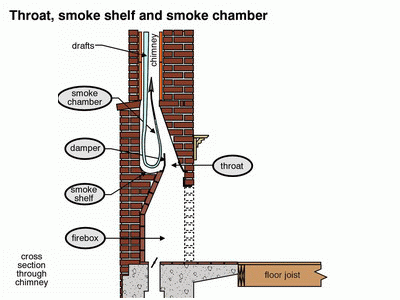 Throat, smoke shelf and smoke chamber
drafts
chimney
smoke
chamber
damper
throat
smoke
shelf
firebox
cross
section
through
chimney
floor joist